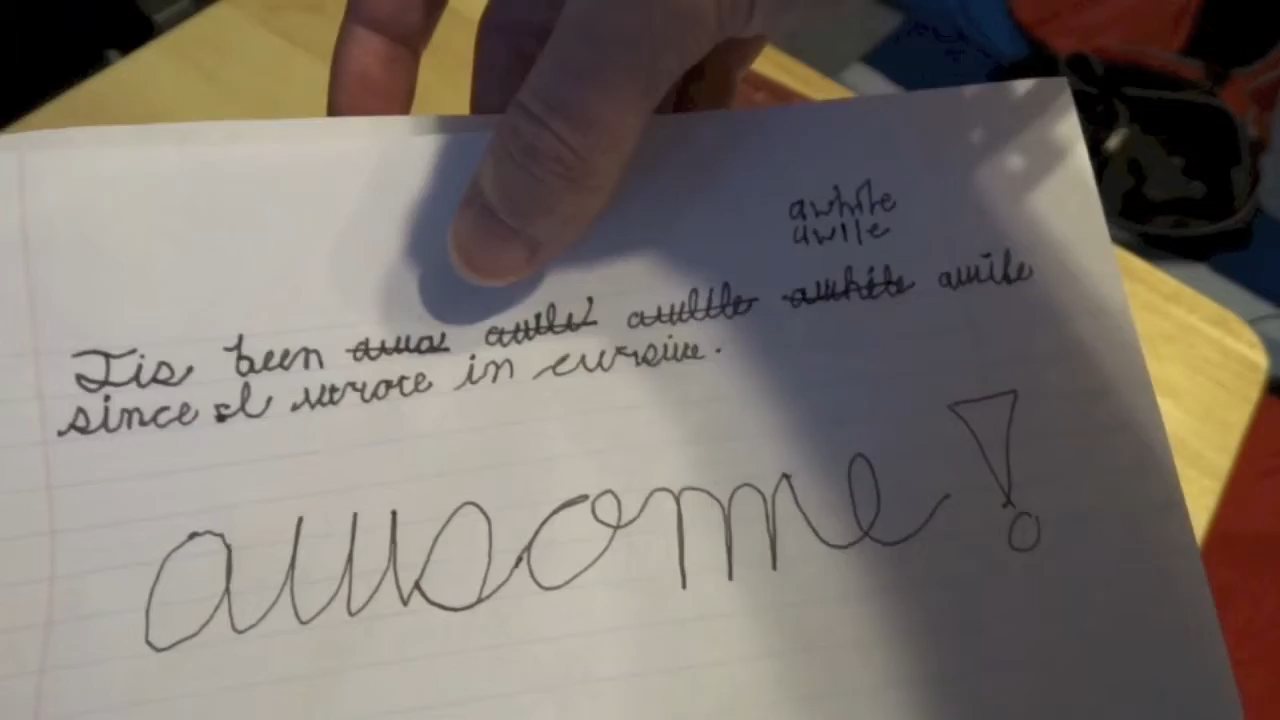 awhile
awile
Tis been awile
since I wrote in cursive.
awsome!